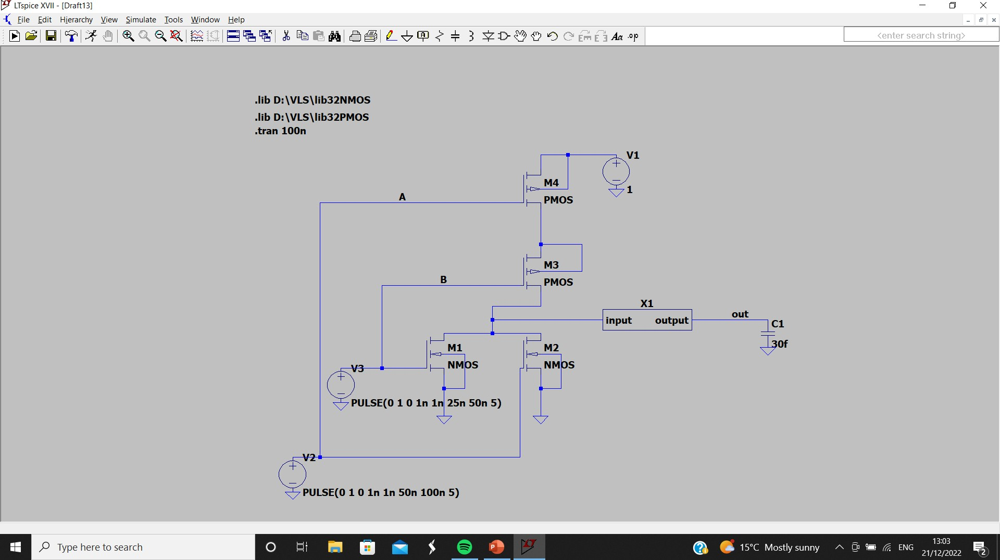 LTspice XVII - [Draft13]
File Edit Hierarchy View Simulate Tools Window Help
<enter search string>
.lib D:\VLS\lib32NMOS
.lib D:\VLS\lib32PMOS
.tran 100n
V1
1
M4
PMOS
A
M3
PMOS
B
X1
input output
out
C1
30f
M1
NMOS
M2
NMOS
V3
PULSE(0 1 0 1n 1n 25n 50n 5)
V2
PULSE(0 1 0 1n 1n 50n 100n 5)
Type here to search
15°C Mostly sunny
ENG
13:03
21/12/2022
2